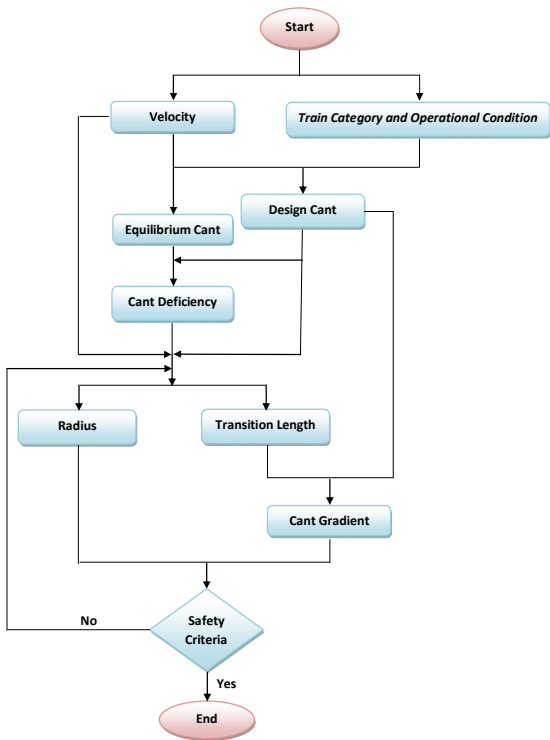 Start
Velocity
Train Category and Operational Condition
Design Cant
Equilibrium Cant
Cant Deficiency
Radius
Transition Length
Cant Gradient
No
Safety
Criteria
Yes
End